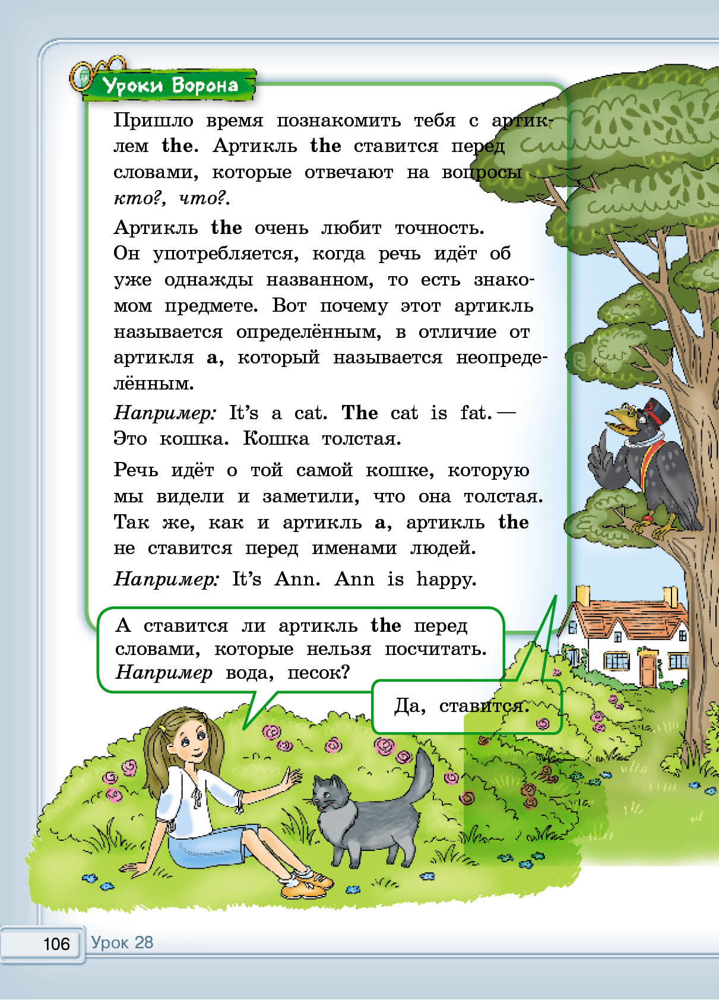 Уроки Ворона
Пришло время познакомить тебя с артик-
лем the. Артикль the ставится перед
словами, которые отвечают на вопросы
кто?, что?.
Артикль the очень любит точность.
Он употребляется, когда речь идёт об
уже однажды названном, то есть знако-
мом предмете. Вот почему этот артикль
называется определённым, в отличие от
артикля a, который называется неопреде-
лённым.
Например: It’s a cat. The cat is fat. —
Это кошка. Кошка толстая.
Речь идёт о той самой кошке, которую
мы видели и заметили, что она толстая.
Так же, как и артикль a, артикль the
не ставится перед именами людей.
Например: It’s Ann. Ann is happy.
А ставится ли артикль the перед
словами, которые нельзя посчитать.
Например вода, песок?
Да, ставится.
106 Урок 28